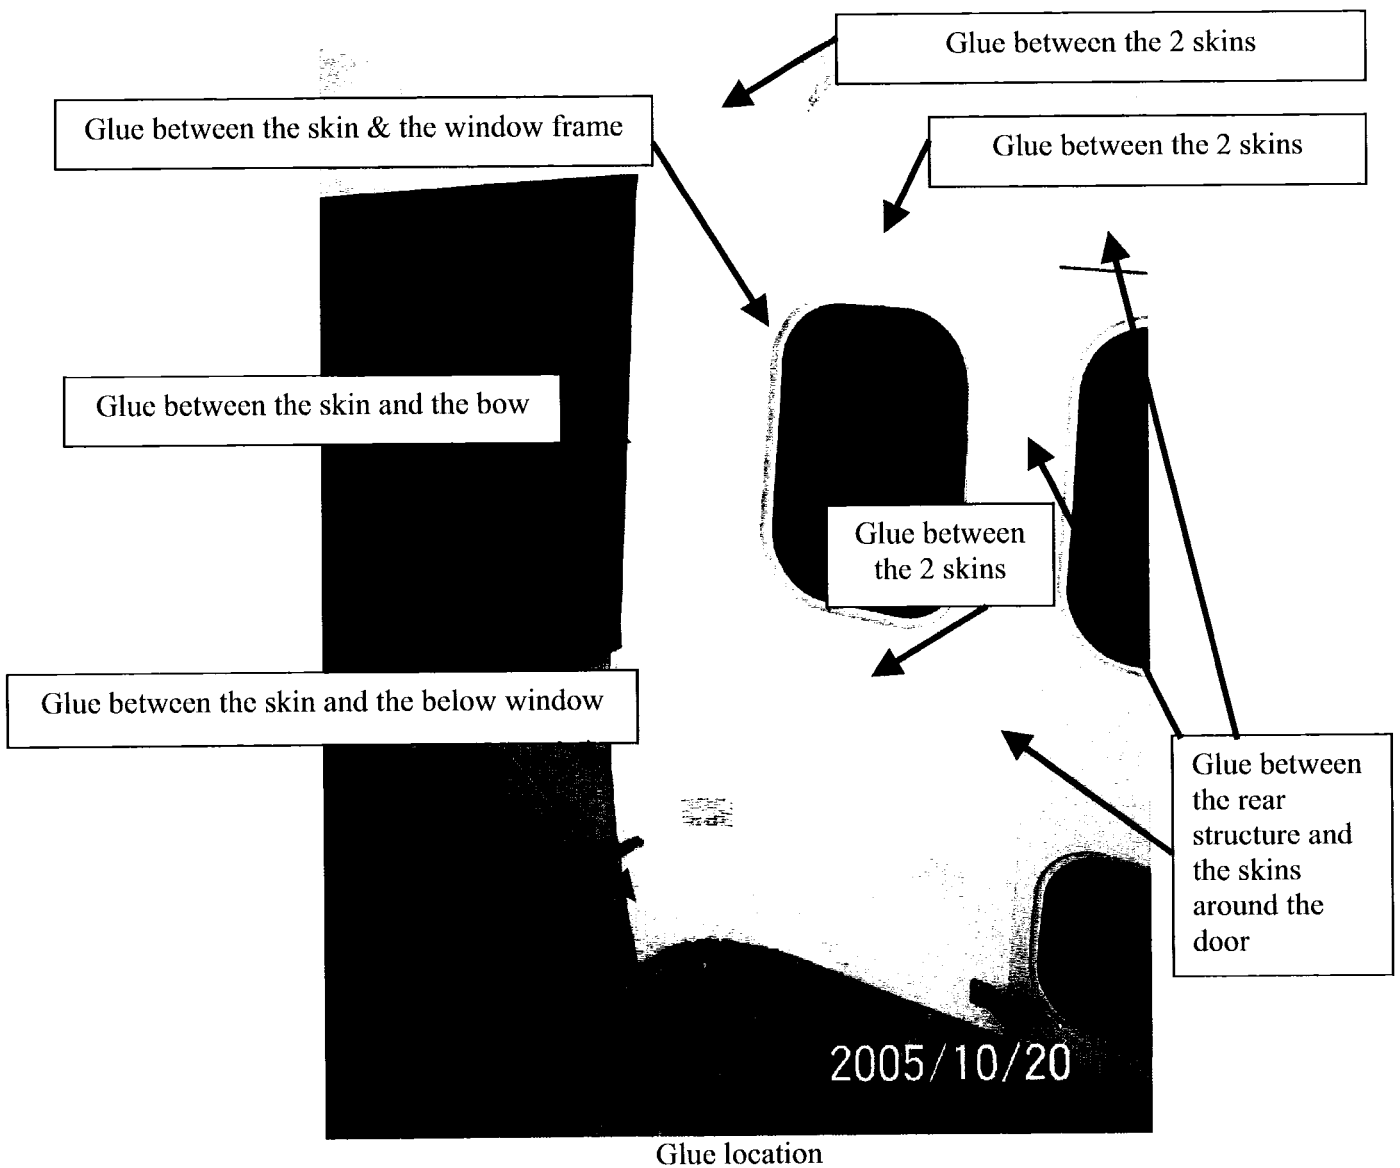 Glue between the 2 skins
Glue between the skin & the window frame
Glue between the 2 skins
Glue between the skin and the bow
Glue between
the 2 skins
Glue between the skin and the below window
Glue between
the rear
structure and
the skins
around the
door
2005/10/20
Glue location